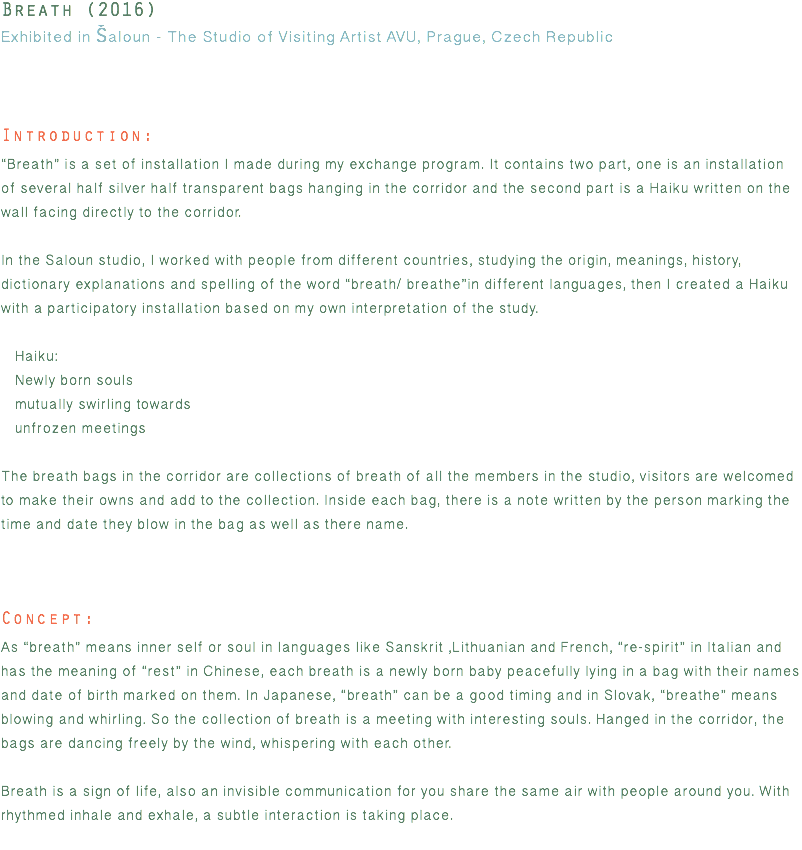 Breath (2016)
Exhibited in Šaloun - The Studio of Visiting Artist AVU, Prague, Czech Republic
Introduction:
“Breath” is a set of installation I made during my exchange program. It contains two part, one is an installation
of several half silver half transparent bags hanging in the corridor and the second part is a Haiku written on the
wall facing directly to the corridor.
In the Saloun studio, I worked with people from different countries, studying the origin, meanings, history,
dictionary explanations and spelling of the word “breath/ breathe”in different languages, then I created a Haiku
with a participatory installation based on my own interpretation of the study.
Haiku:
Newly born souls
mutually swirling towards
unfrozen meetings
The breath bags in the corridor are collections of breath of all the members in the studio, visitors are welcomed
to make their owns and add to the collection. Inside each bag, there is a note written by the person marking the
time and date they blow in the bag as well as there name.
Concept:
As “breath” means inner self or soul in languages like Sanskrit ,Lithuanian and French, “re-spirit” in Italian and
has the meaning of “rest” in Chinese, each breath is a newly born baby peacefully lying in a bag with their names
and date of birth marked on them. In Japanese, “breath” can be a good timing and in Slovak, “breathe” means
blowing and whirling. So the collection of breath is a meeting with interesting souls. Hanged in the corridor, the
bags are dancing freely by the wind, whispering with each other.
Breath is a sign of life, also an invisible communication for you share the same air with people around you. With
rhythmed inhale and exhale, a subtle interaction is taking place.